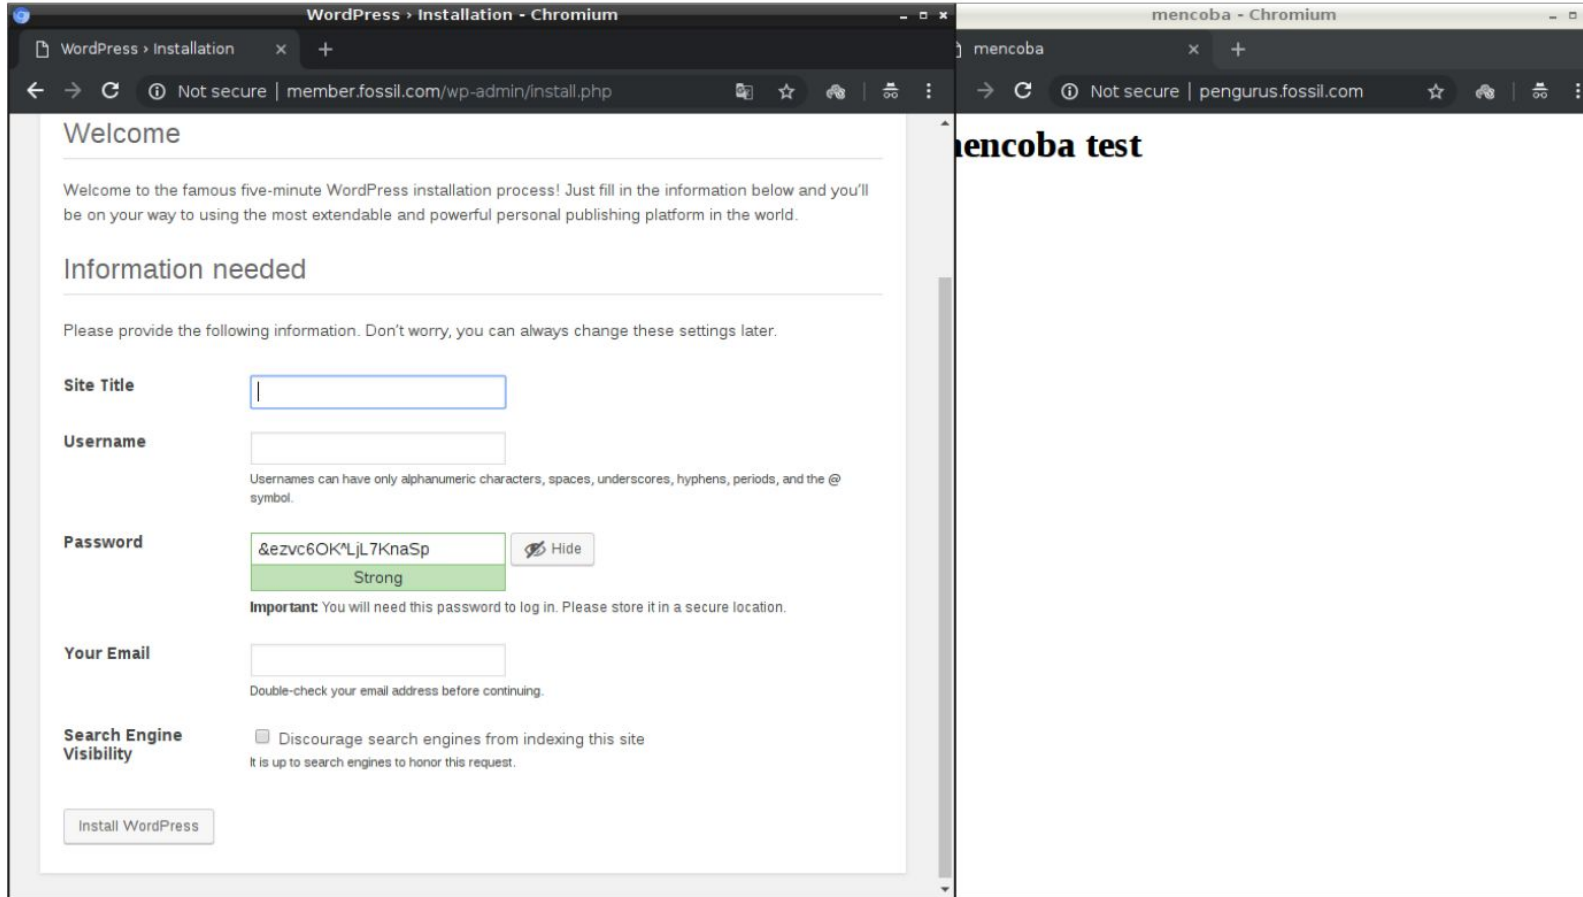 WordPress › Installation - Chromium
WordPress › Installation
Not secure | member.fossil.com/wp-admin/install.php
Welcome
Welcome to the famous five-minute WordPress installation process! Just fill in the information below and you'll
be on your way to using the most extendable and powerful personal publishing platform in the world.
Information needed
Please provide the following information. Don't worry, you can always change these settings later.
Site Title
Username
Usernames can have only alphanumeric characters, spaces, underscores, hyphens, periods, and the @
symbol.
Password
&ezvc6OK^LjL7KnaSp
Hide
Strong
Important: You will need this password to log in. Please store it in a secure location.
Your Email
Double-check your email address before continuing.
Search Engine
Visibility
Discourage search engines from indexing this site
It is up to search engines to honor this request.
Install WordPress
mencoba - Chromium
mencoba
Not secure | pengurus.fossil.com
mencoba test